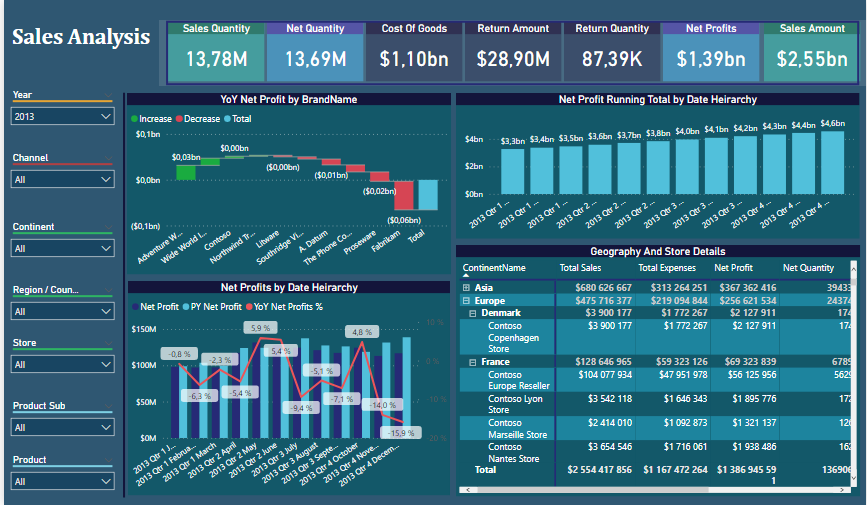 Sales Analysis
Sales Quantity
13,78M
Net Quantity
13,69M
Cost Of Goods
$1,10bn
Return Amount
$28,90M
Return Quantity
87,39K
Net Profits
$1,39bn
Sales Amount
$2,55bn
Year
2013
Channel
All
Continent
All
Region / Coun...
All
Store
All
Product Sub
All
Product
All
YoY Net Profit by BrandName
Increase Decrease Total
$0,1bn
$0,0bn
($0,1bn)
$0,03bn
$0,00bn
($0,00bn)
($0,01bn)
($0,02bn)
($0,06bn)
Adventure W...
Wide World I...
Contoso
Northwind Tr...
Litware
Southridge Vi...
A. Datum
The Phone Co...
Proseware
Fabrikam
Total
Net Profit Running Total by Date Heirarchy
$4bn
$2bn
$0bn
$3,3bn $3,4bn $3,5bn $3,6bn $3,7bn $3,8bn $4,0bn $4,1bn $4,2bn $4,3bn $4,4bn $4,6bn
2013 Qtr 1 ...
2013 Qtr 1 ...
2013 Qtr 1 ...
2013 Qtr 2 ...
2013 Qtr 2 ...
2013 Qtr 2 ...
2013 Qtr 3 ...
2013 Qtr 3 ...
2013 Qtr 3 ...
2013 Qtr 4 ...
2013 Qtr 4 ...
2013 Qtr 4 ...
Net Profits by Date Heirarchy
Net Profit PY Net Profit YoY Net Profits %
$150M
$100M
$50M
$0M
10 %
0 %
-10 %
-20 %
-0,8 %
-6,3 %
-2,3 %
-5,4 %
5,9 %
5,4 %
-9,4 %
-5,1 %
-7,1 %
4,8 %
-14,0 %
-15,9 %
2013 Qtr 1 J...
2013 Qtr 1 Februa...
2013 Qtr 1 March
2013 Qtr 2 April
2013 Qtr 2 May
2013 Qtr 2 June
2013 Qtr 3 July
2013 Qtr 3 August
2013 Qtr 3 Septe...
2013 Qtr 4 October
2013 Qtr 4 Nove...
2013 Qtr 4 Decem...
Geography And Store Details
ContinentName Total Sales Total Expenses Net Profit Net Quantity
Asia $680 626 667 $313 264 251 $367 362 416 39433
Europe $475 716 377 $219 094 844 $256 621 534 24374
Denmark $3 900 177 $1 772 267 $2 127 911 174
Contoso $3 900 177 $1 772 267 $2 127 911 174
Copenhagen
Store
France $128 646 965 $59 323 126 $69 323 839 6789
Contoso $104 077 934 $47 951 978 $56 125 956 5629
Europe Reseller
Contoso Lyon $3 542 118 $1 646 343 $1 895 776 172
Store
Contoso $2 414 010 $1 092 873 $1 321 137 126
Marseille Store
Contoso $3 654 546 $1 716 061 $1 938 486 162
Nantes Store
Total $2 554 417 856 $1 167 472 264 $1 386 945 59 136906
1